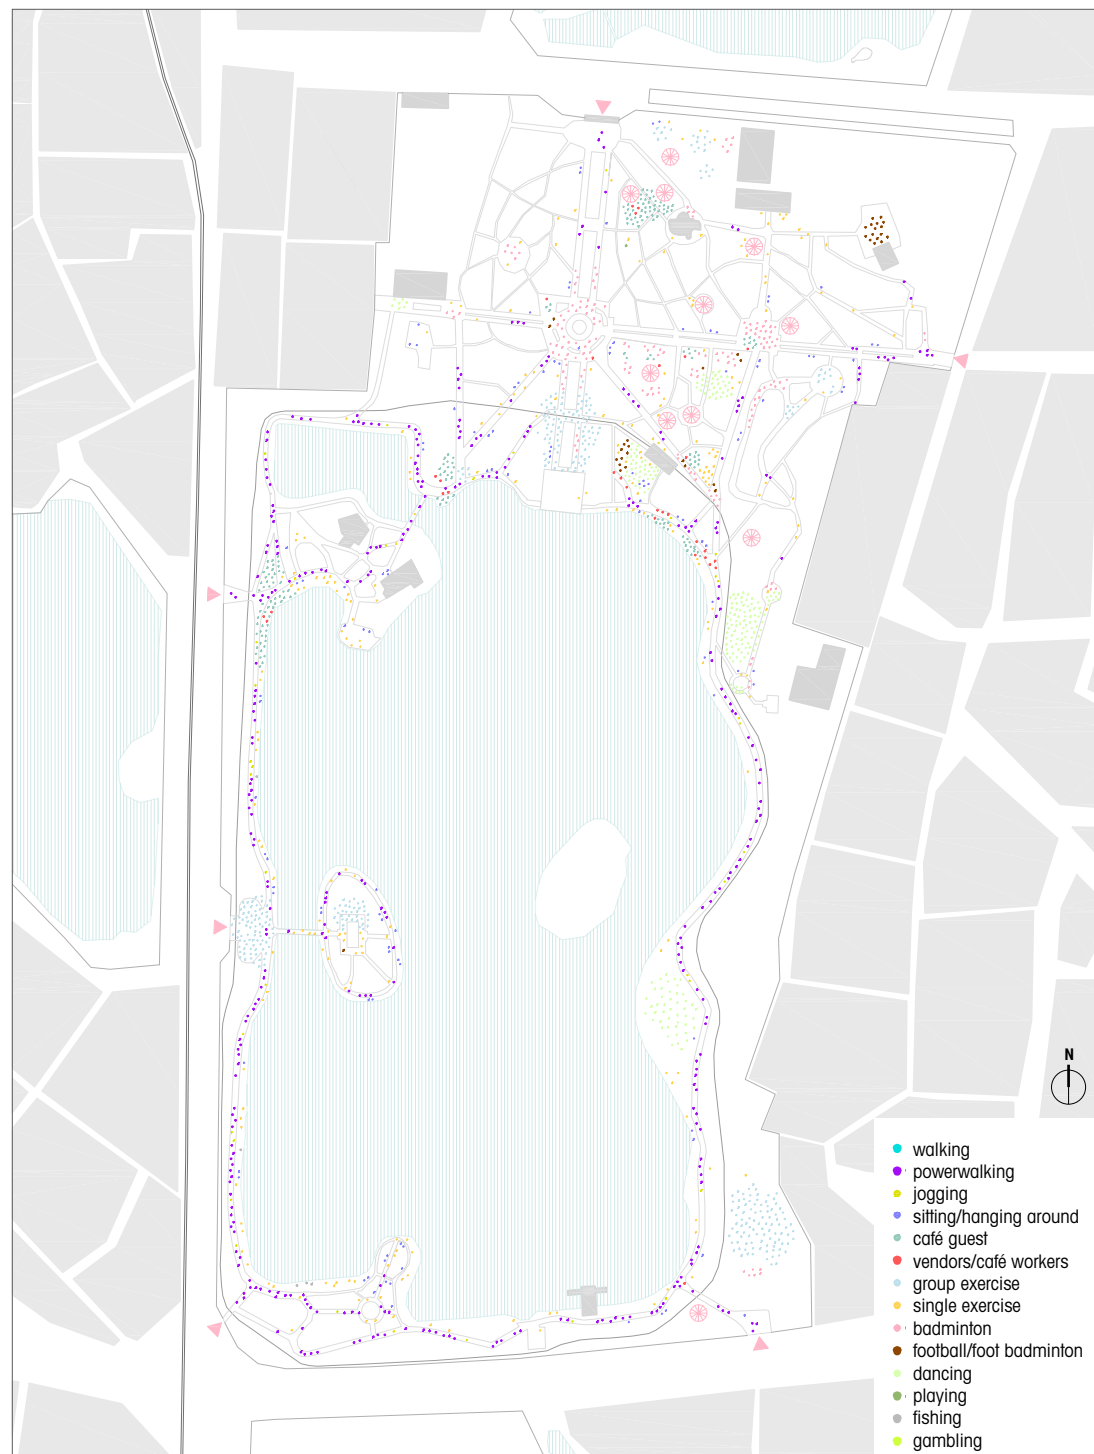 N
walking
powerwalking
jogging
sitting/hanging around
café guest
vendors/café workers
group exercise
single exercise
badminton
football/foot badminton
dancing
playing
fishing
gambling